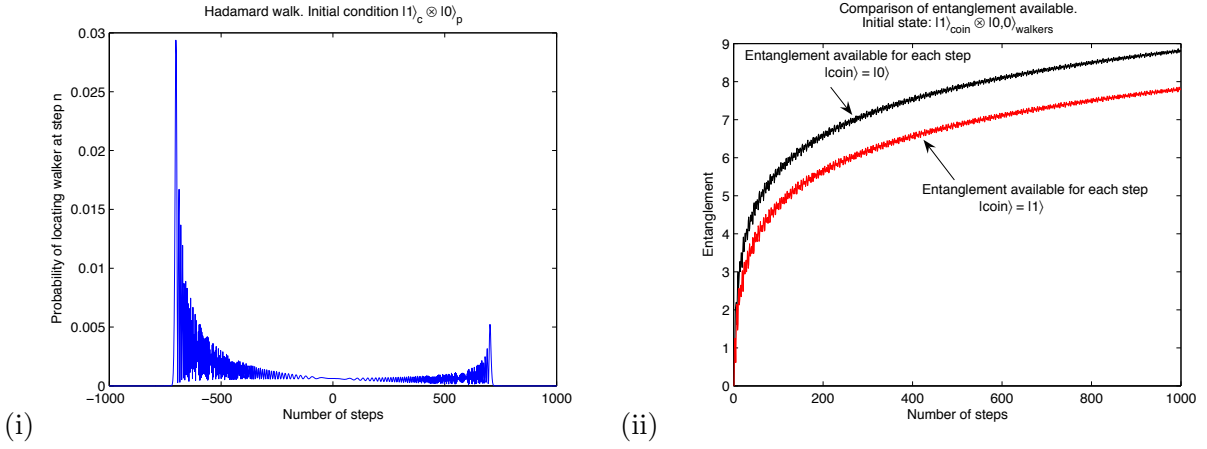 Hadamard walk. Initial condition |1⟩c ⊗ |0⟩p
Probability of locating walker at step n
0.03
0.025
0.02
0.015
0.01
0.005
0
−1000
−500
0
500
1000
Number of steps
(i)
Comparison of entanglement available.
Initial state: |1⟩coin ⊗ |0,0⟩walkers
Entanglement
9
8
7
6
5
4
3
2
1
0
Entanglement available for each step
|coin⟩ = |0⟩
Entanglement available for each step
|coin⟩ = |1⟩
0
200
400
600
800
1000
Number of steps
(ii)